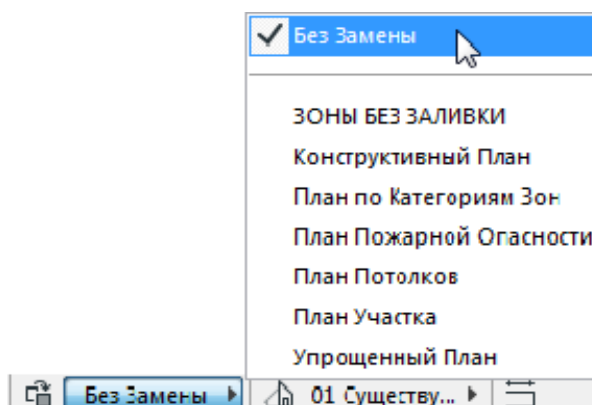 Без Замены
ЗОНЫ БЕЗ ЗАЛИВКИ
Конструктивный План
План по Категориям Зон
План Пожарной Опасности
План Потолков
План Участка
Упрощенный План
Без Замены 01 Существу...